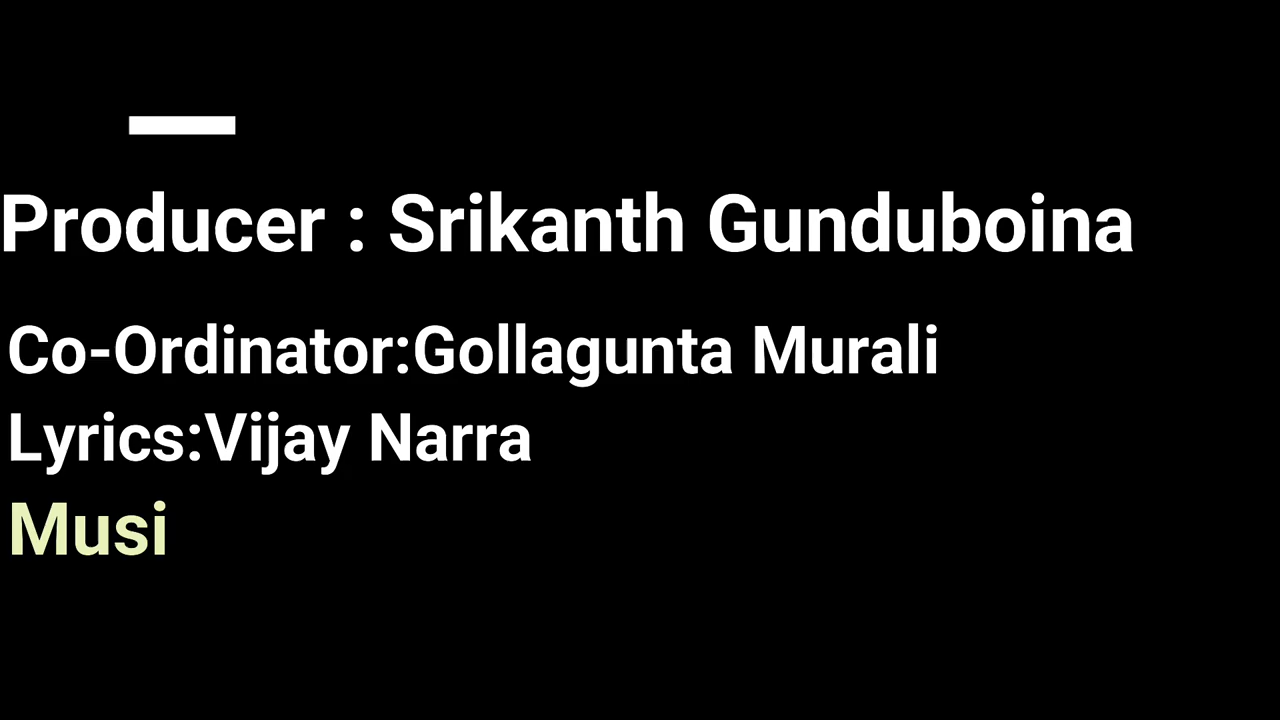 Producer : Srikanth Gunduboina
Co-Ordinator:Gollagunta Murali
Lyrics:Vijay Narra
Musi